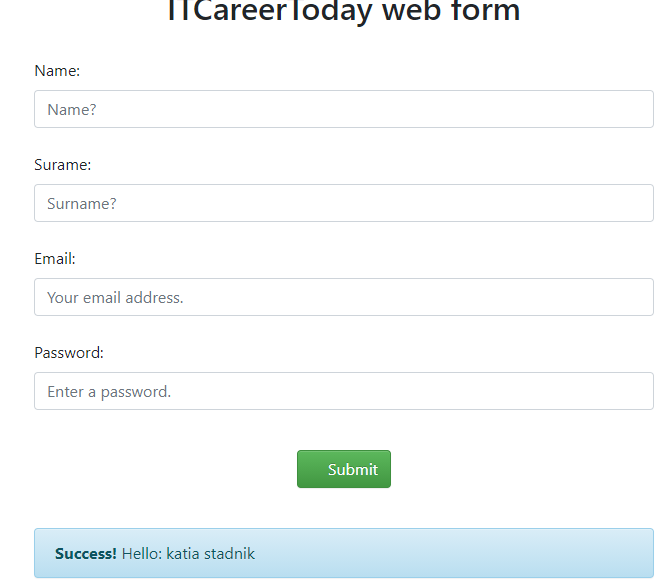 ITCareerToday web form
Name:
Name?
Surame:
Surname?
Email:
Your email address.
Password:
Enter a password.
Submit
Success! Hello: katia stadnik